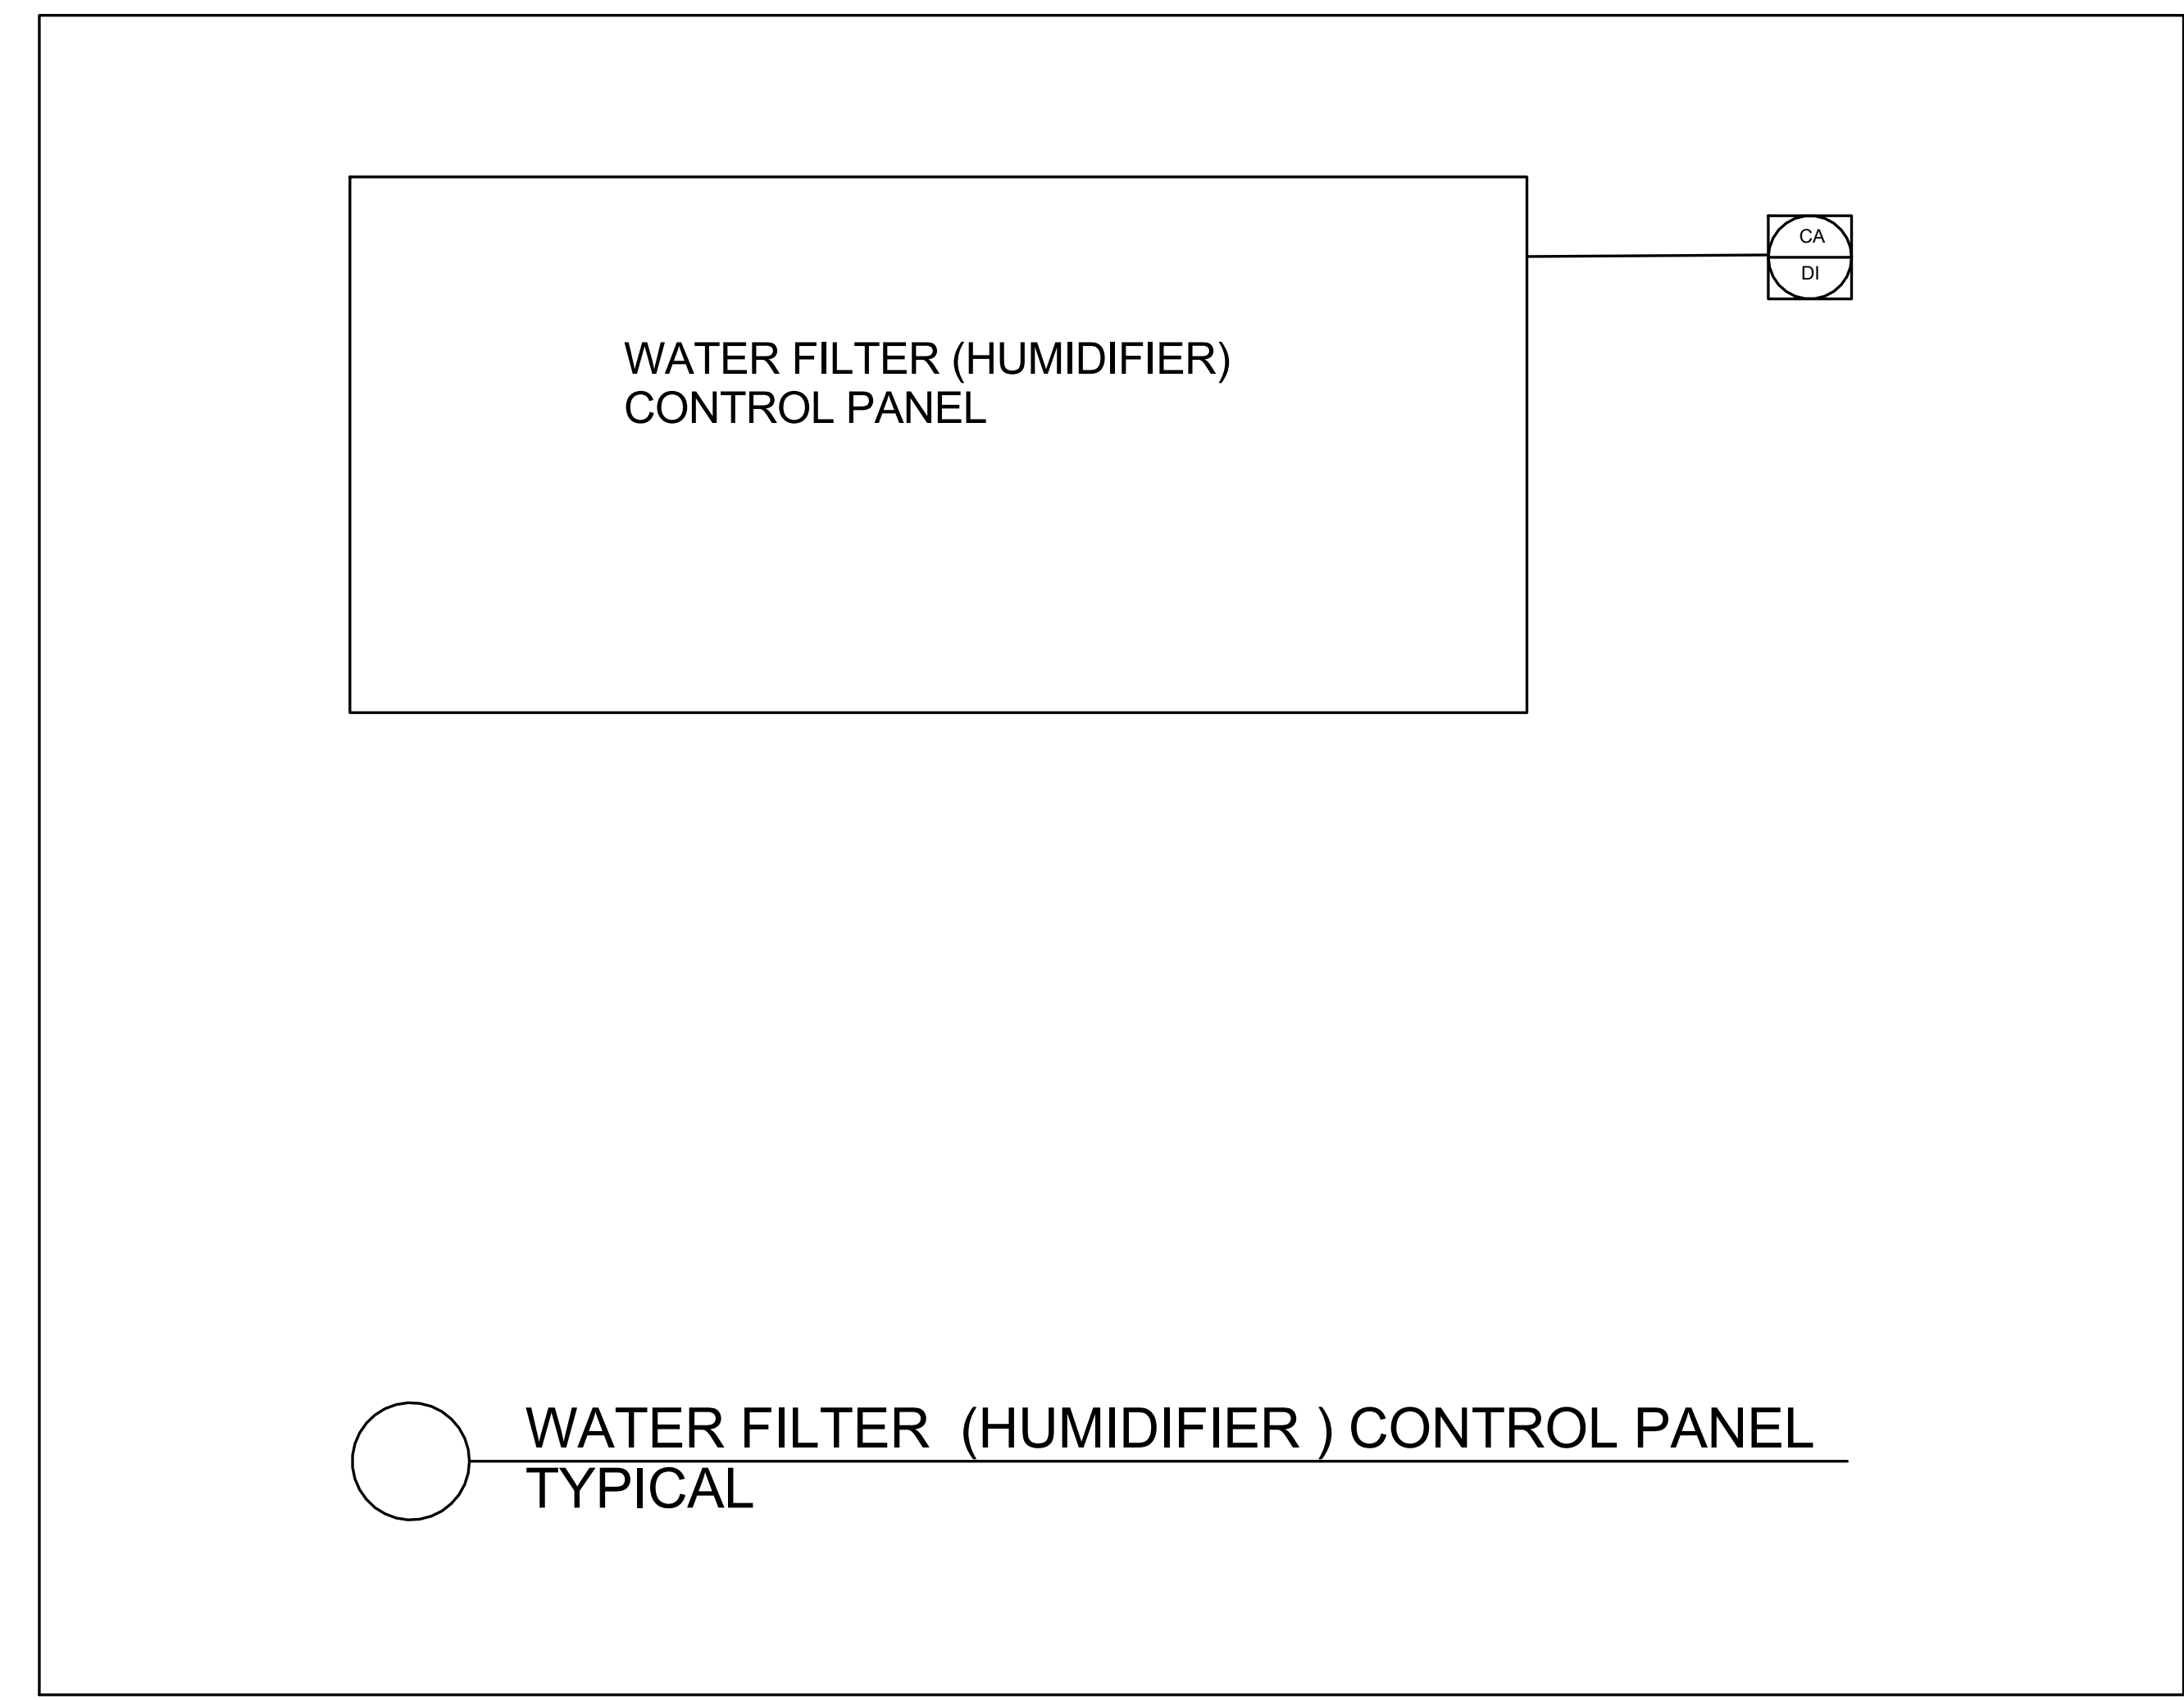 CA
DI
WATER FILTER (HUMIDIFIER)
CONTROL PANEL
WATER FILTER (HUMIDIFIER ) CONTROL PANEL
TYPICAL